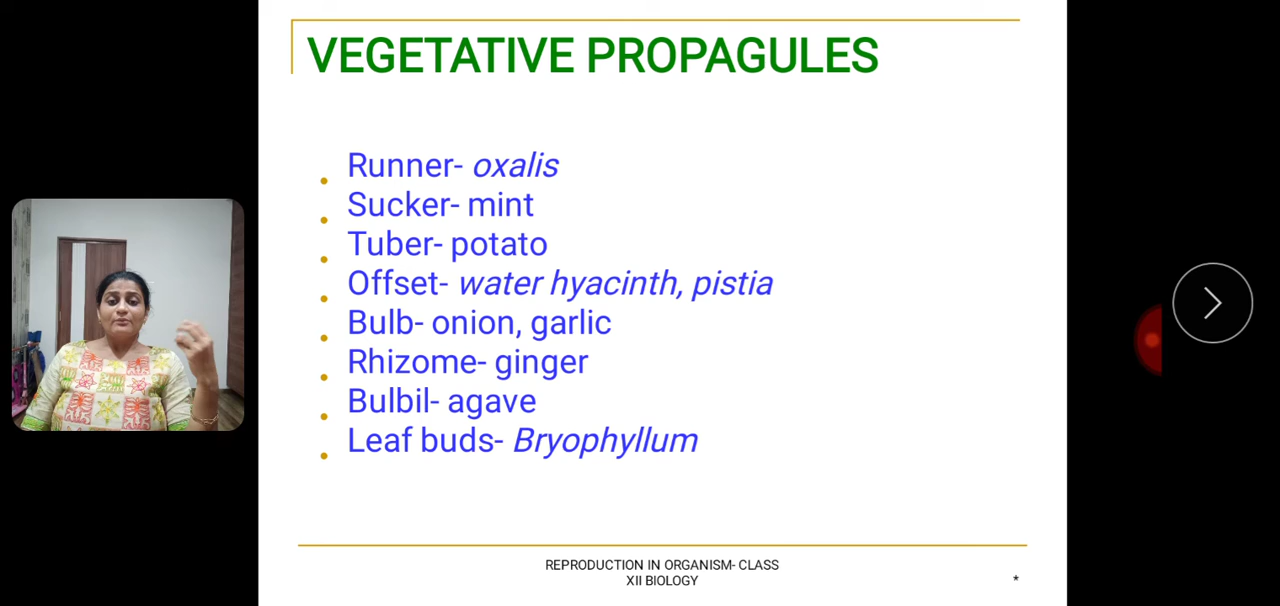 VEGETATIVE PROPAGULES
Runner- oxalis
Sucker- mint
Tuber- potato
Offset- water hyacinth, pistia
Bulb- onion, garlic
Rhizome- ginger
Bulbil- agave
Leaf buds- Bryophyllum
REPRODUCTION IN ORGANISM- CLASS
XII BIOLOGY
*